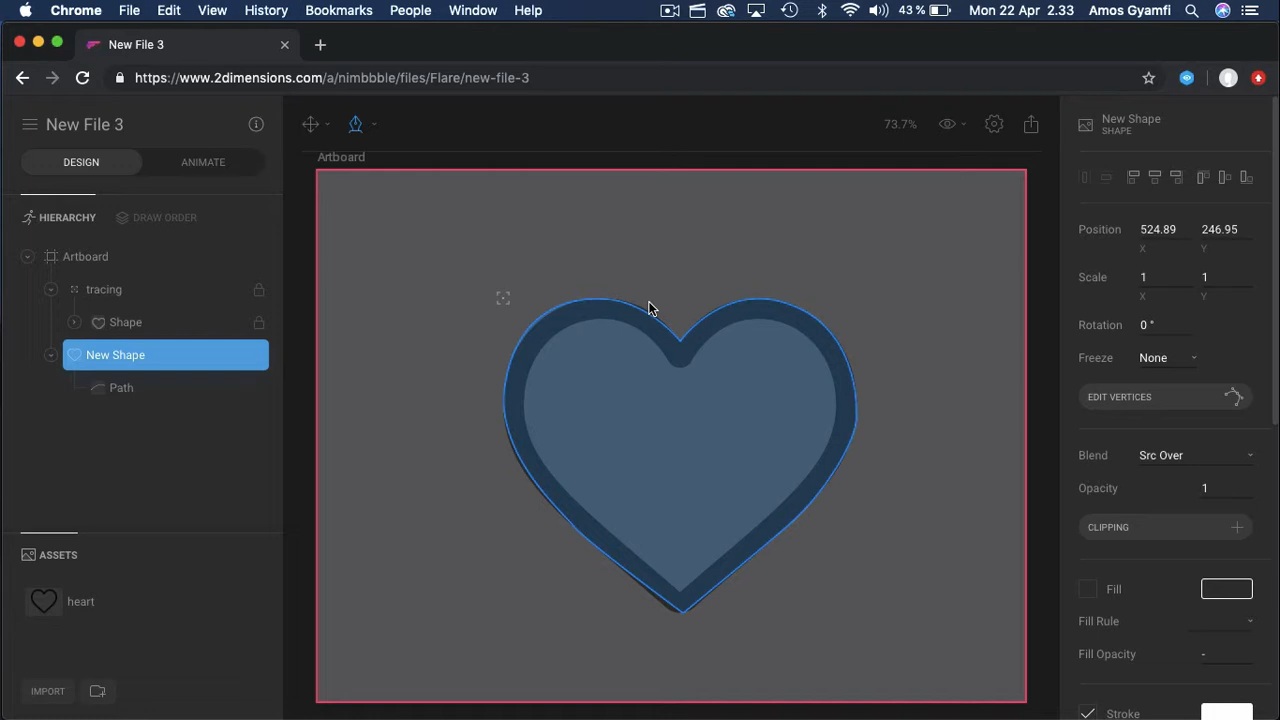 Chrome File Edit View History Bookmarks People Window Help 43 % Mon 22 Apr 2.33 Amos Gyamfi
New File 3
https://www.2dimensions.com/a/nimbbble/files/Flare/new-file-3
New File 3
73.7%
New Shape
SHAPE
DESIGN ANIMATE
Artboard
HIERARCHY DRAW ORDER
Position 524.89 246.95
X Y
Artboard
Scale 1 1
tracing
X Y
Shape
Rotation 0 °
New Shape
Freeze None
Path
EDIT VERTICES
Blend Src Over
Opacity 1
CLIPPING
ASSETS
Fill
heart
Fill Rule
Fill Opacity -
IMPORT
Stroke